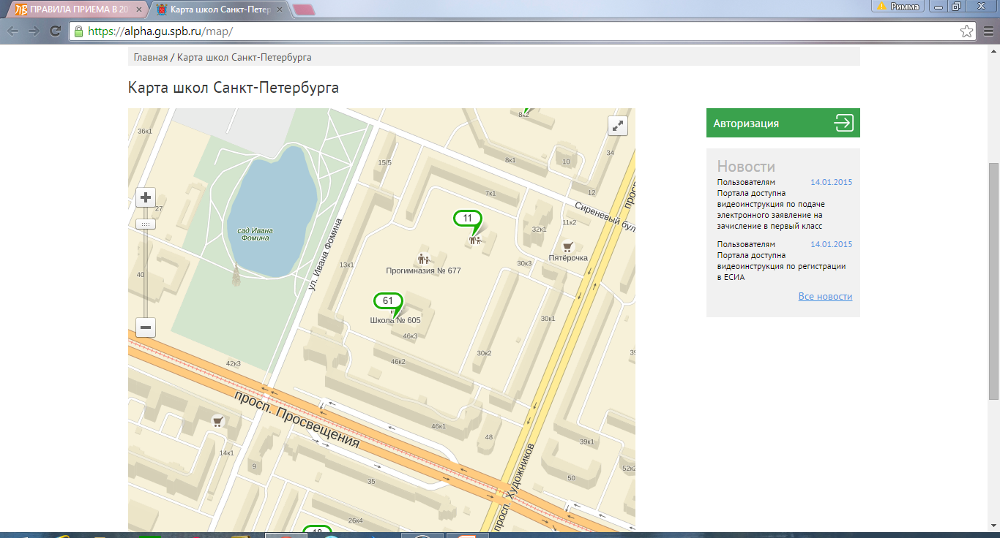 ПРАВИЛА ПРИЕМА В 20
Карта школ Санкт-Петер
Римма
https://alpha.gu.spb.ru/map/
Главная / Карта школ Санкт-Петербурга
Карта школ Санкт-Петербурга
Авторизация
Новости
Пользователям 14.01.2015
Портала доступна
видеоинструкция по подаче
электронного заявление на
зачисление в первый класс
Пользователям 14.01.2015
Портала доступна
видеоинструкция по регистрации
в ЕСИА
Все новости
8к2
36к1
34
15/5
8к1
10
12
просп
7к1
27
Сиреневый бул
11
11к2
сад Ивана
Фомина
32к1
ул. Ивана Фомина
Пятёрочка
13к1
30к3
Прогимназия № 677
40
61
Школа № 605
30к1
46к3
30к2
46к2
42к3
просп. Просвещения
46к1
48
39к1
14к1
9
52к2
35
50
просп. Художников
26к4
18